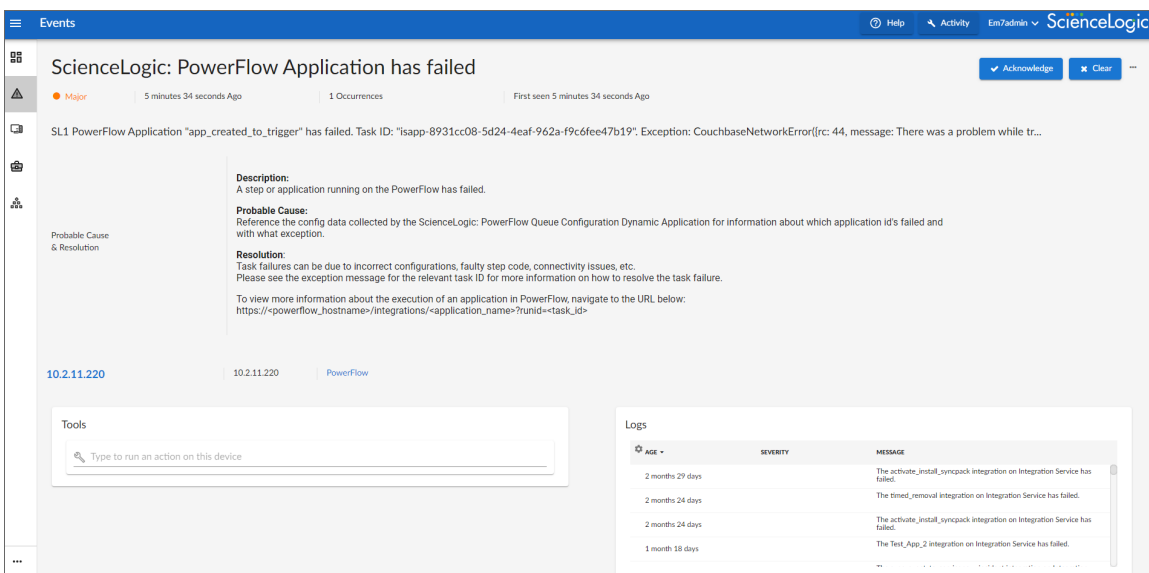 Events
Help
Activity
Em7admin
ScienceLogic
ScienceLogic: PowerFlow Application has failed
Acknowledge
Clear
Major
5 minutes 34 seconds Ago
1 Occurrences
First seen 5 minutes 34 seconds Ago
SL1 PowerFlow Application "app_created_to_trigger" has failed. Task ID: "isapp-8931cc08-5d24-4eaf-962a-f9c6fee47b19". Exception: CouchbaseNetworkError({rc: 44, message: There was a problem while tr...
Probable Cause
& Resolution
Description:
A step or application running on the PowerFlow has failed.
Probable Cause:
Reference the config data collected by the ScienceLogic: PowerFlow Queue Configuration Dynamic Application for information about which application id's failed and
with what exception.
Resolution:
Task failures can be due to incorrect configurations, faulty step code, connectivity issues, etc.
Please see the exception message for the relevant task ID for more information on how to resolve the task failure.
To view more information about the execution of an application in PowerFlow, navigate to the URL below:
https://<powerflow_hostname>/integrations/<application_name>?runid=<task_id>
10.2.11.220
10.2.11.220
PowerFlow
Tools
Type to run an action on this device
Logs
AGE
SEVERITY
MESSAGE
2 months 29 days
The activate_install_syncpack integration on Integration Service has
failed.
2 months 24 days
The timed_removal integration on Integration Service has failed.
2 months 24 days
The activate_install_syncpack integration on Integration Service has
failed.
1 month 18 days
The Test_App_2 integration on Integration Service has failed.